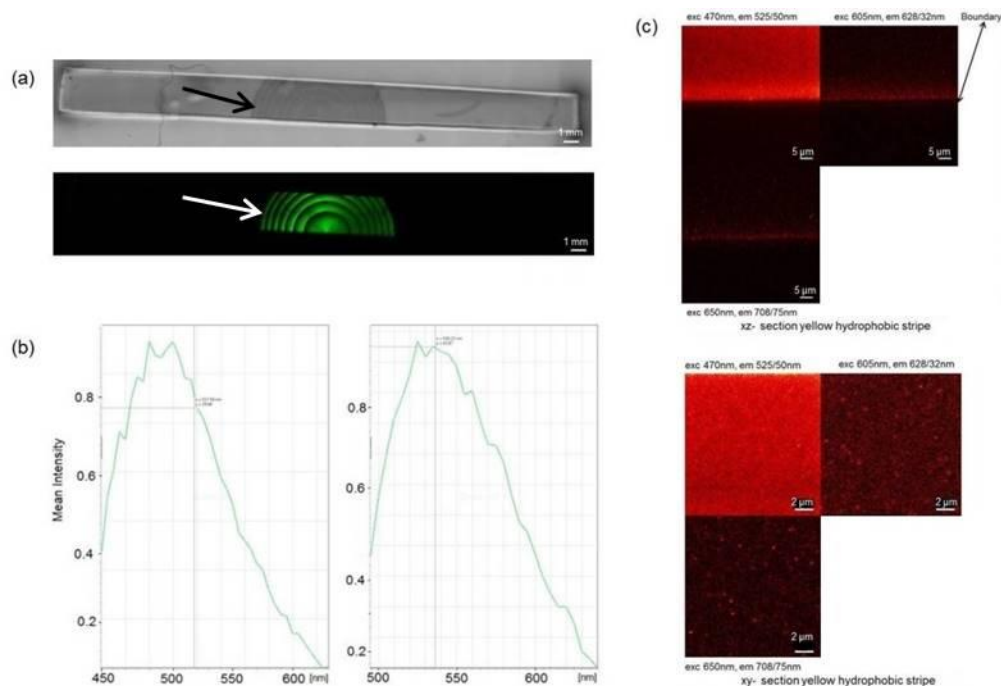 (a)
1 mm
1 mm
(b)
Mean Intensity
0.8
0.6
0.4
0.2
450
500
550
600
[nm]
0.8
0.6
0.4
0.2
500
550
600
[nm]
(c)
exc 470nm, em 525/50nm
exc 605nm, em 628/32nm
Boundary
5 µm
5 µm
5 µm
exc 650nm, em 708/75nm
xz- section yellow hydrophobic stripe
exc 470nm, em 525/50nm
exc 605nm, em 628/32nm
2 µm
2 µm
2 µm
exc 650nm, em 708/75nm
xy- section yellow hydrophobic stripe